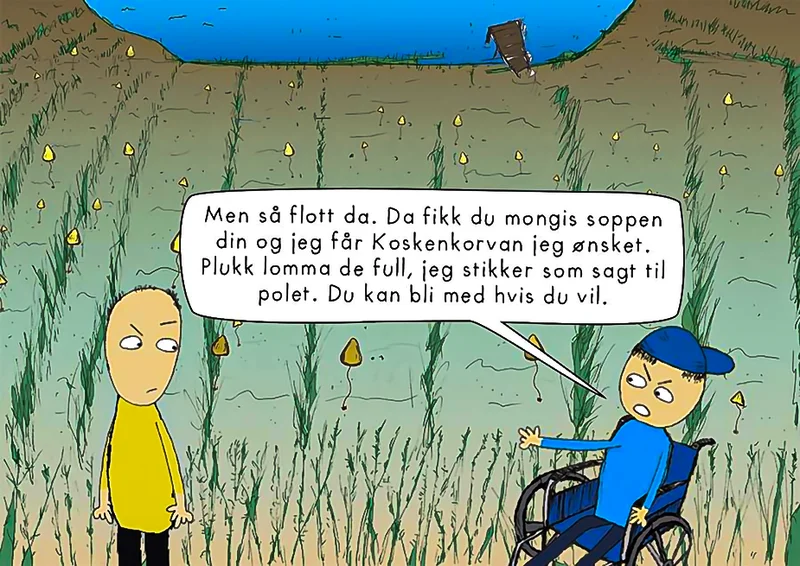 Men så flott da. Da fikk du mongis soppen
din og jeg får Koskenkorvan jeg ønsket.
Plukk lomma de full, jeg stikker som sagt til
polet. Du kan bli med hvis du vil.